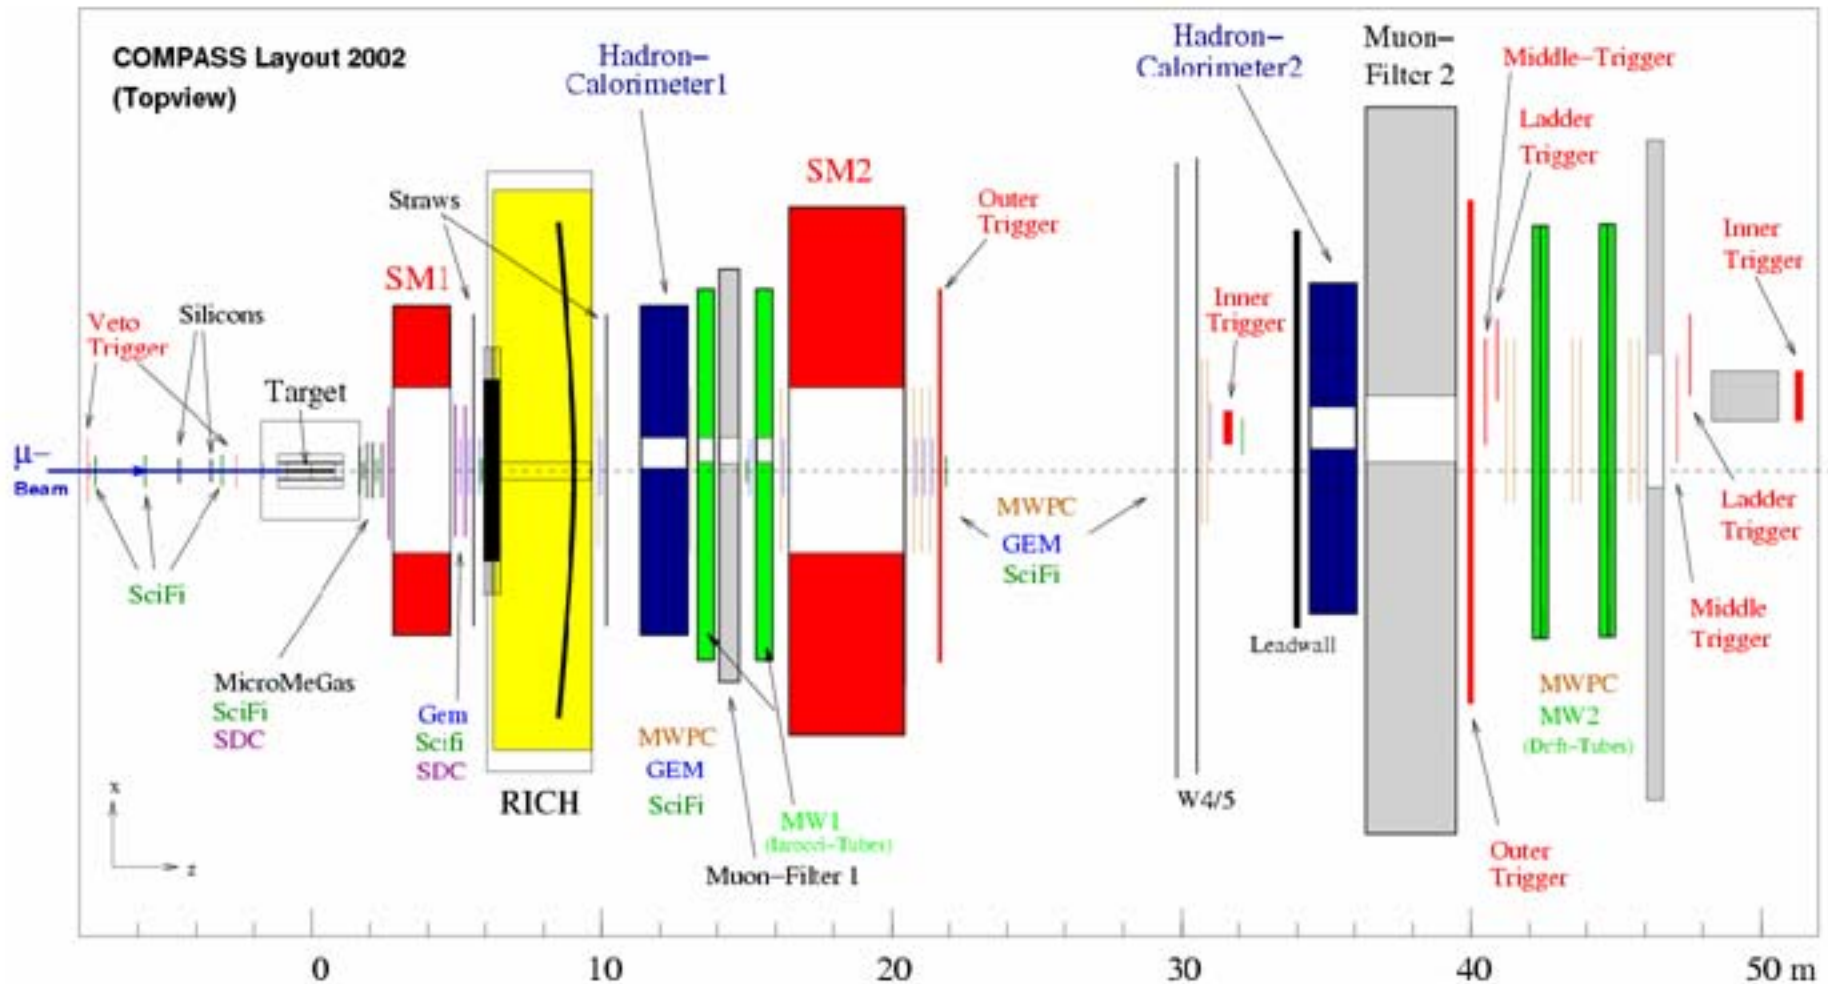 COMPASS Layout 2002
(Topview)
Hadron-
Calorimeter1
Hadron-
Calorimeter2
Muon-
Filter 2
Middle-Trigger
Ladder
Trigger
SM2
Straws
Outer
Trigger
Inner
Trigger
SM1
Veto
Trigger
Silicons
Inner
Trigger
Target
μ-
Beam
MWPC
GEM
SciFi
Ladder
Trigger
SciFi
Middle
Trigger
Leadwall
MicroMeGas
SciFi
SDC
Gem
Scifi
SDC
MWPC
GEM
SciFi
MWPC
MW2
(Drift-Tubes)
x
z
RICH
W4/5
MW1
(Iarocci-Tubes)
Muon-Filter 1
Outer
Trigger
0 10 20 30 40 50 m